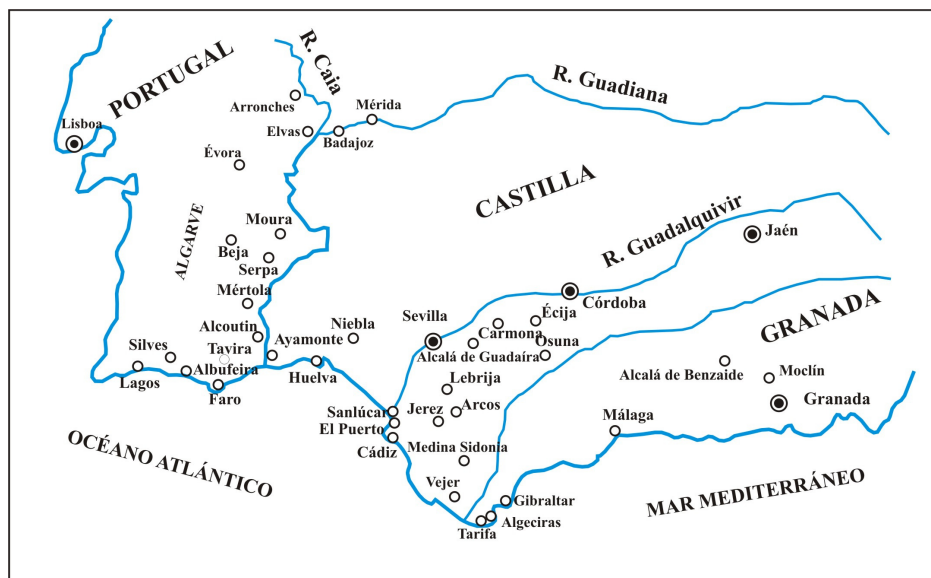 PORTUGAL
R. Caia
R. Guadiana
Arronches
Mérida
Lisboa
Elvas
Badajoz
Évora
CASTILLA
ALGARVE
Moura
Beja
Serpa
R. Guadalquivir
Jaén
Mértola
Córdoba
Écija
GRANADA
Alcoutin
Niebla
Sevilla
Carmona
Osuna
Silves
Tavira
Ayamonte
Alcalá de Guadaíra
Lagos
Albufeira
Huelva
Faro
Lebrija
Alcalá de Benzaide
Moclín
Granada
Sanlúcar
Jerez
Arcos
El Puerto
Málaga
Cádiz
Medina Sidonia
OCÉANO ATLÁNTICO
Vejer
Gibraltar
MAR MEDITERRÁNEO
Algeciras
Tarifa